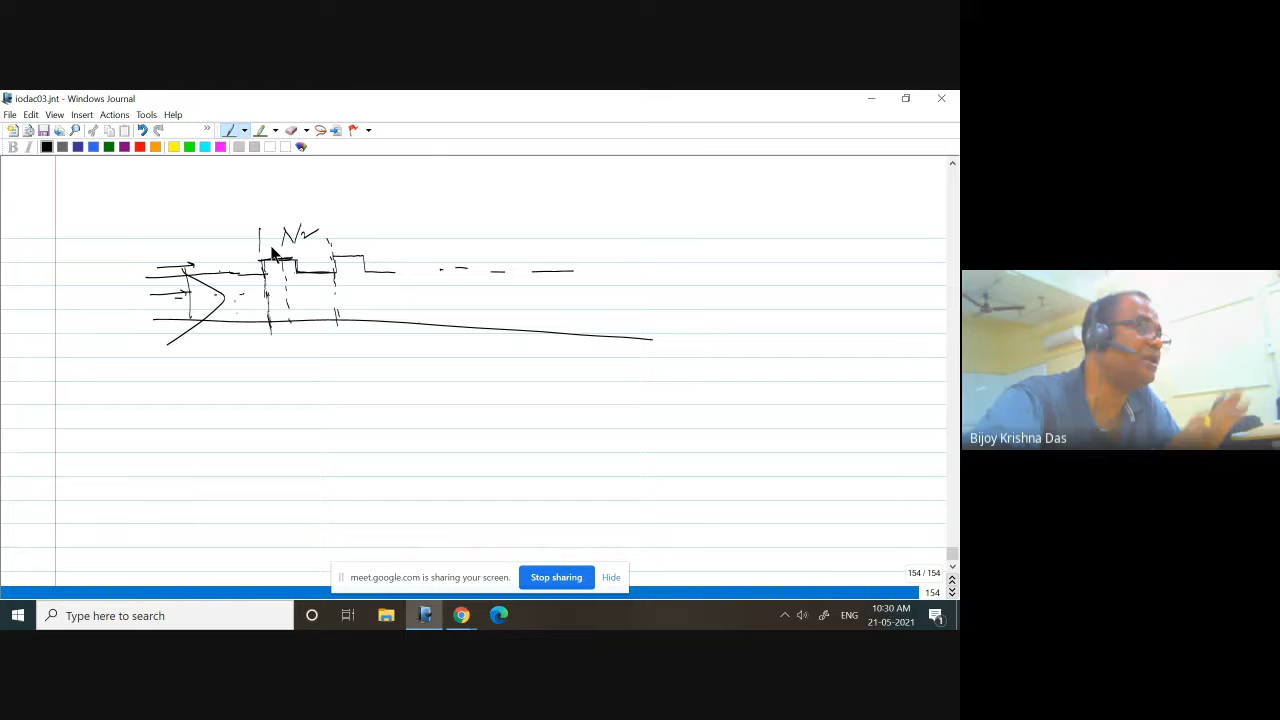 iodac03.jnt - Windows Journal
File Edit View Insert Actions Tools Help
B I
meet.google.com is sharing your screen. Stop sharing Hide
154 / 154
154
Type here to search
ENG
10:30 AM
21-05-2021
1
Bijoy Krishna Das